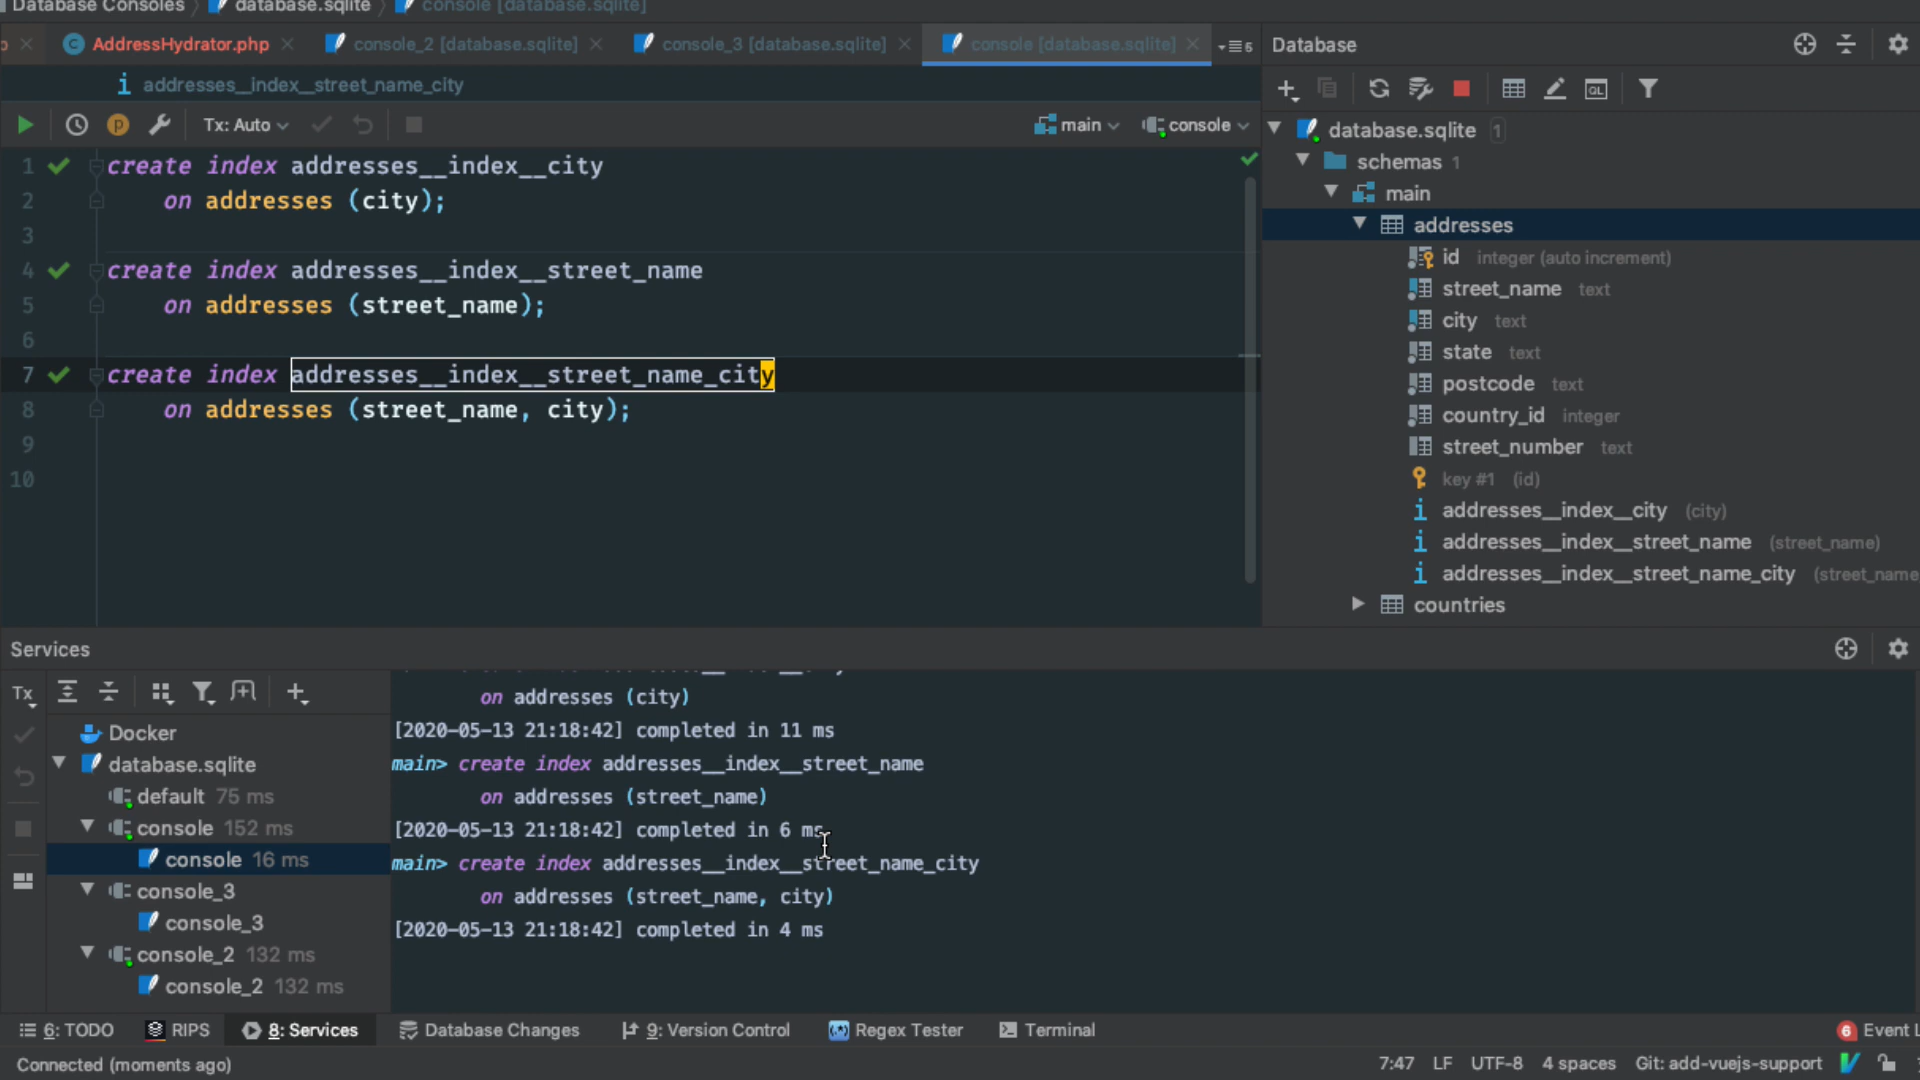 Database Consoles
database.sqlite
console [database.sqlite]
AddressHydrator.php
console_2 [database.sqlite]
console_3 [database.sqlite]
console [database.sqlite]
5
Database
i addresses__index__street_name_city
p
Tx: Auto
main
console
QL
1 create index addresses__index__city
2 on addresses (city);
3
4 create index addresses__index__street_name
5 on addresses (street_name);
6
7 create index addresses__index__street_name_city
8 on addresses (street_name, city);
9
10
database.sqlite 1
schemas 1
main
addresses
id integer (auto increment)
street_name text
city text
state text
postcode text
country_id integer
street_number text
key #1 (id)
i addresses__index__city (city)
i addresses__index__street_name (street_name)
i addresses__index__street_name_city (street_name
countries
Services
Tx
Docker
database.sqlite
default 75 ms
console 152 ms
console 16 ms
console_3
console_3
console_2 132 ms
console_2 132 ms
on addresses (city)
[2020-05-13 21:18:42] completed in 11 ms
main> create index addresses__index__street_name
on addresses (street_name)
[2020-05-13 21:18:42] completed in 6 ms
main> create index addresses__index__street_name_city
on addresses (street_name, city)
[2020-05-13 21:18:42] completed in 4 ms
6: TODO
RIPS
8: Services
Database Changes
9: Version Control
Regex Tester
Terminal
6 Event L
Connected (moments ago)
7:47
LF
UTF-8
4 spaces
Git: add-vuejs-support